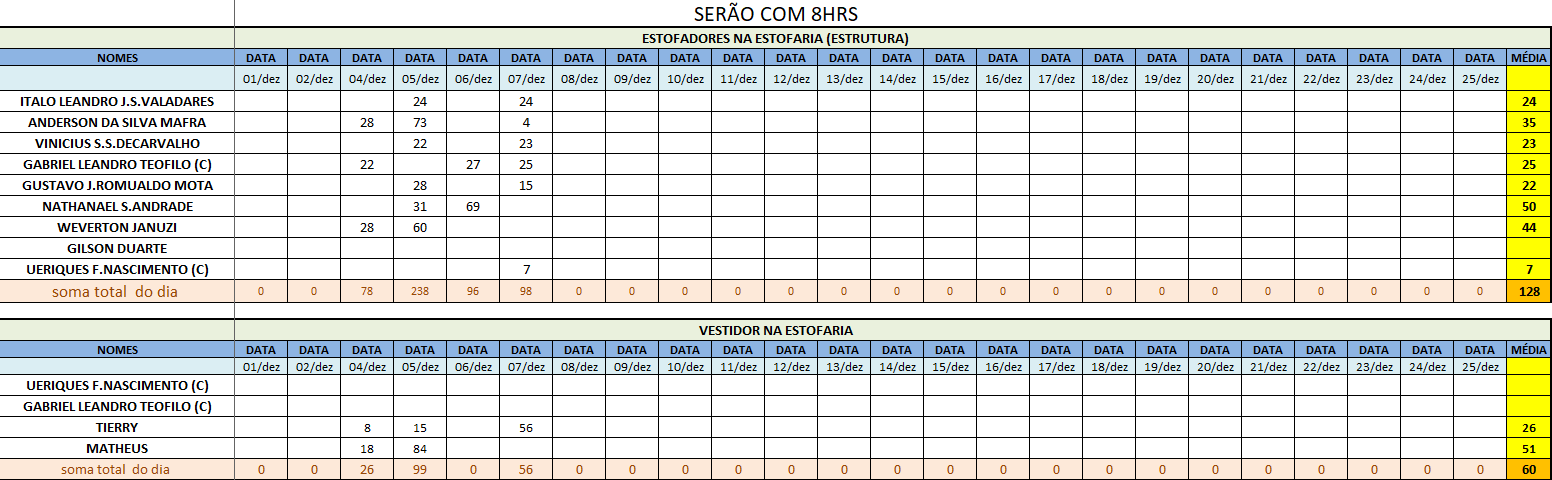 SERÃO COM 8HRS
ESTOFADORES NA ESTOFARIA (ESTRUTURA)
NOMES DATA DATA DATA DATA DATA DATA DATA DATA DATA DATA DATA DATA DATA DATA DATA DATA DATA DATA DATA DATA DATA DATA DATA DATA MÉDIA
01/dez 02/dez 04/dez 05/dez 06/dez 07/dez 08/dez 09/dez 10/dez 11/dez 12/dez 13/dez 14/dez 15/dez 16/dez 17/dez 18/dez 19/dez 20/dez 21/dez 22/dez 23/dez 24/dez 25/dez
ITALO LEANDRO J.S.VALADARES 24 24 24
ANDERSON DA SILVA MAFRA 28 73 4 35
VINICIUS S.S.DECARVALHO 22 23 23
GABRIEL LEANDRO TEOFILO (C) 22 27 25 25
GUSTAVO J.ROMUALDO MOTA 28 15 22
NATHANAEL S.ANDRADE 31 69 50
WEVERTON JANUZI 28 60 44
GILSON DUARTE
UERIQUES F.NASCIMENTO (C) 7 7
soma total do dia 0 0 78 238 96 98 0 0 0 0 0 0 0 0 0 0 0 0 0 0 0 0 0 0 128
VESTIDOR NA ESTOFARIA
NOMES DATA DATA DATA DATA DATA DATA DATA DATA DATA DATA DATA DATA DATA DATA DATA DATA DATA DATA DATA DATA DATA DATA DATA DATA MÉDIA
01/dez 02/dez 04/dez 05/dez 06/dez 07/dez 08/dez 09/dez 10/dez 11/dez 12/dez 13/dez 14/dez 15/dez 16/dez 17/dez 18/dez 19/dez 20/dez 21/dez 22/dez 23/dez 24/dez 25/dez
UERIQUES F.NASCIMENTO (C)
GABRIEL LEANDRO TEOFILO (C)
TIERRY 8 15 56 26
MATHEUS 18 84 51
soma total do dia 0 0 26 99 0 56 0 0 0 0 0 0 0 0 0 0 0 0 0 0 0 0 0 0 60